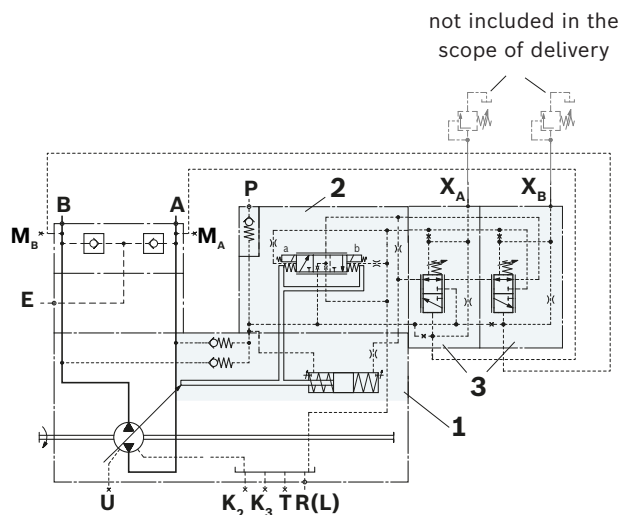 not included in the
scope of delivery
B A P 2 X_A X_B
M_B M_A
a b
E
3
1
U K_2 K_3 T R(L)